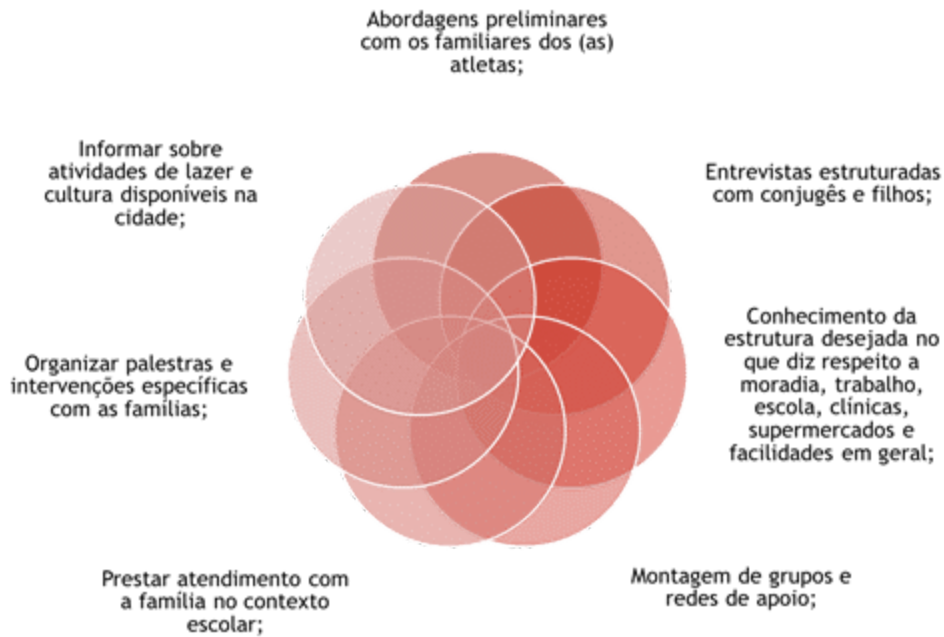 Abordagens preliminares
com os familiares dos (as)
atletas;
Informar sobre
atividades de lazer e
cultura disponíveis na
cidade;
Entrevistas estruturadas
com conjugês e filhos;
Conhecimento da
estrutura desejada no
que diz respeito a
moradia, trabalho,
escola, clínicas,
supermercados e
facilidades em geral;
Organizar palestras e
intervenções específicas
com as famílias;
Prestar atendimento com
a família no contexto
escolar;
Montagem de grupos e
redes de apoio;